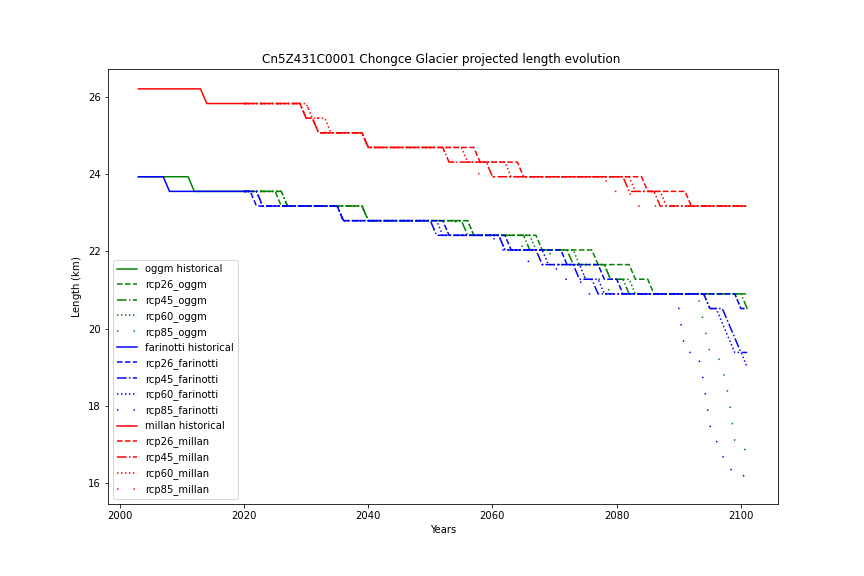 Cn5Z431C0001 Chongce Glacier projected length evolution
26
24
22
20
18
16
Length (km)
oggm historical
rcp26_oggm
rcp45_oggm
rcp60_oggm
rcp85_oggm
farinotti historical
rcp26_farinotti
rcp45_farinotti
rcp60_farinotti
rcp85_farinotti
millan historical
rcp26_millan
rcp45_millan
rcp60_millan
rcp85_millan
2000 2020 2040 2060 2080 2100
Years